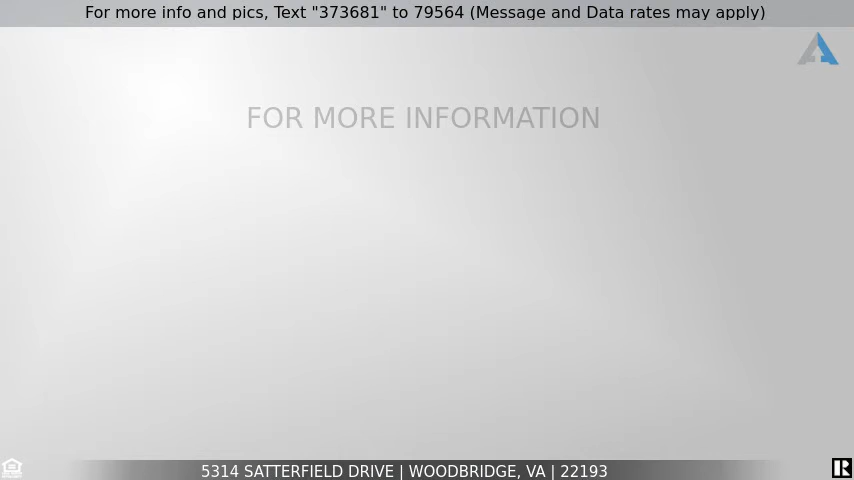 For more info and pics, Text "373681" to 79564 (Message and Data rates may apply)
FOR MORE INFORMATION
5314 SATTERFIELD DRIVE | WOODBRIDGE, VA | 22193